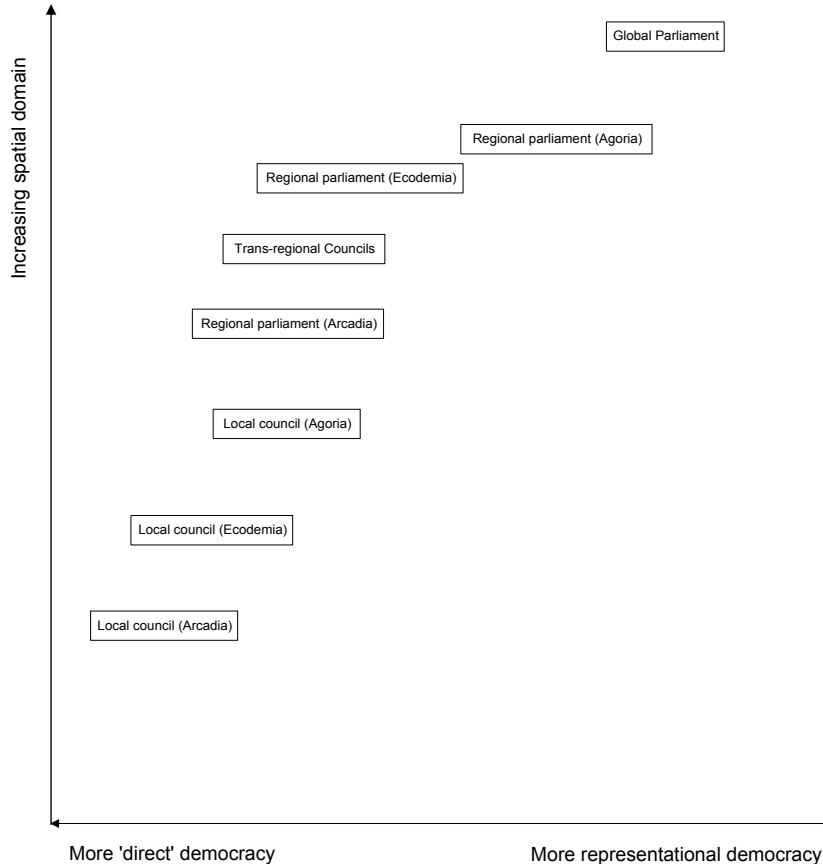 Global Parliament
Regional parliament (Agoria)
Regional parliament (Ecodemia)
Trans-regional Councils
Regional parliament (Arcadia)
Local council (Agoria)
Local council (Ecodemia)
Local council (Arcadia)
Increasing spatial domain
More 'direct' democracy
More representational democracy